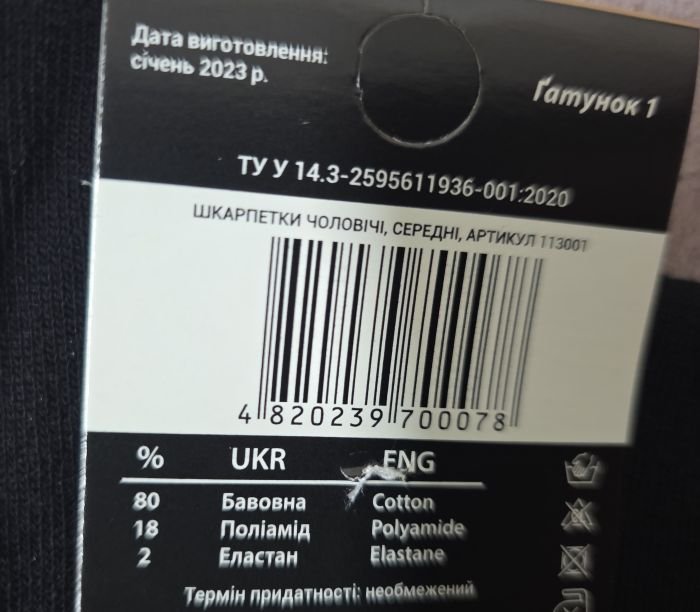 Дата виготовлення:
січень 2023 р.
Ґатунок 1
ТУ У 14.3-2595611936-001:2020
ШКАРПЕТКИ ЧОЛОВІЧІ, СЕРЕДНІ, АРТИКУЛ 113001
4 820239 700078
% UKR ENG
80 Бавовна Cotton
18 Поліамід Polyamide
2 Еластан Elastane
Термін придатності: необмежений